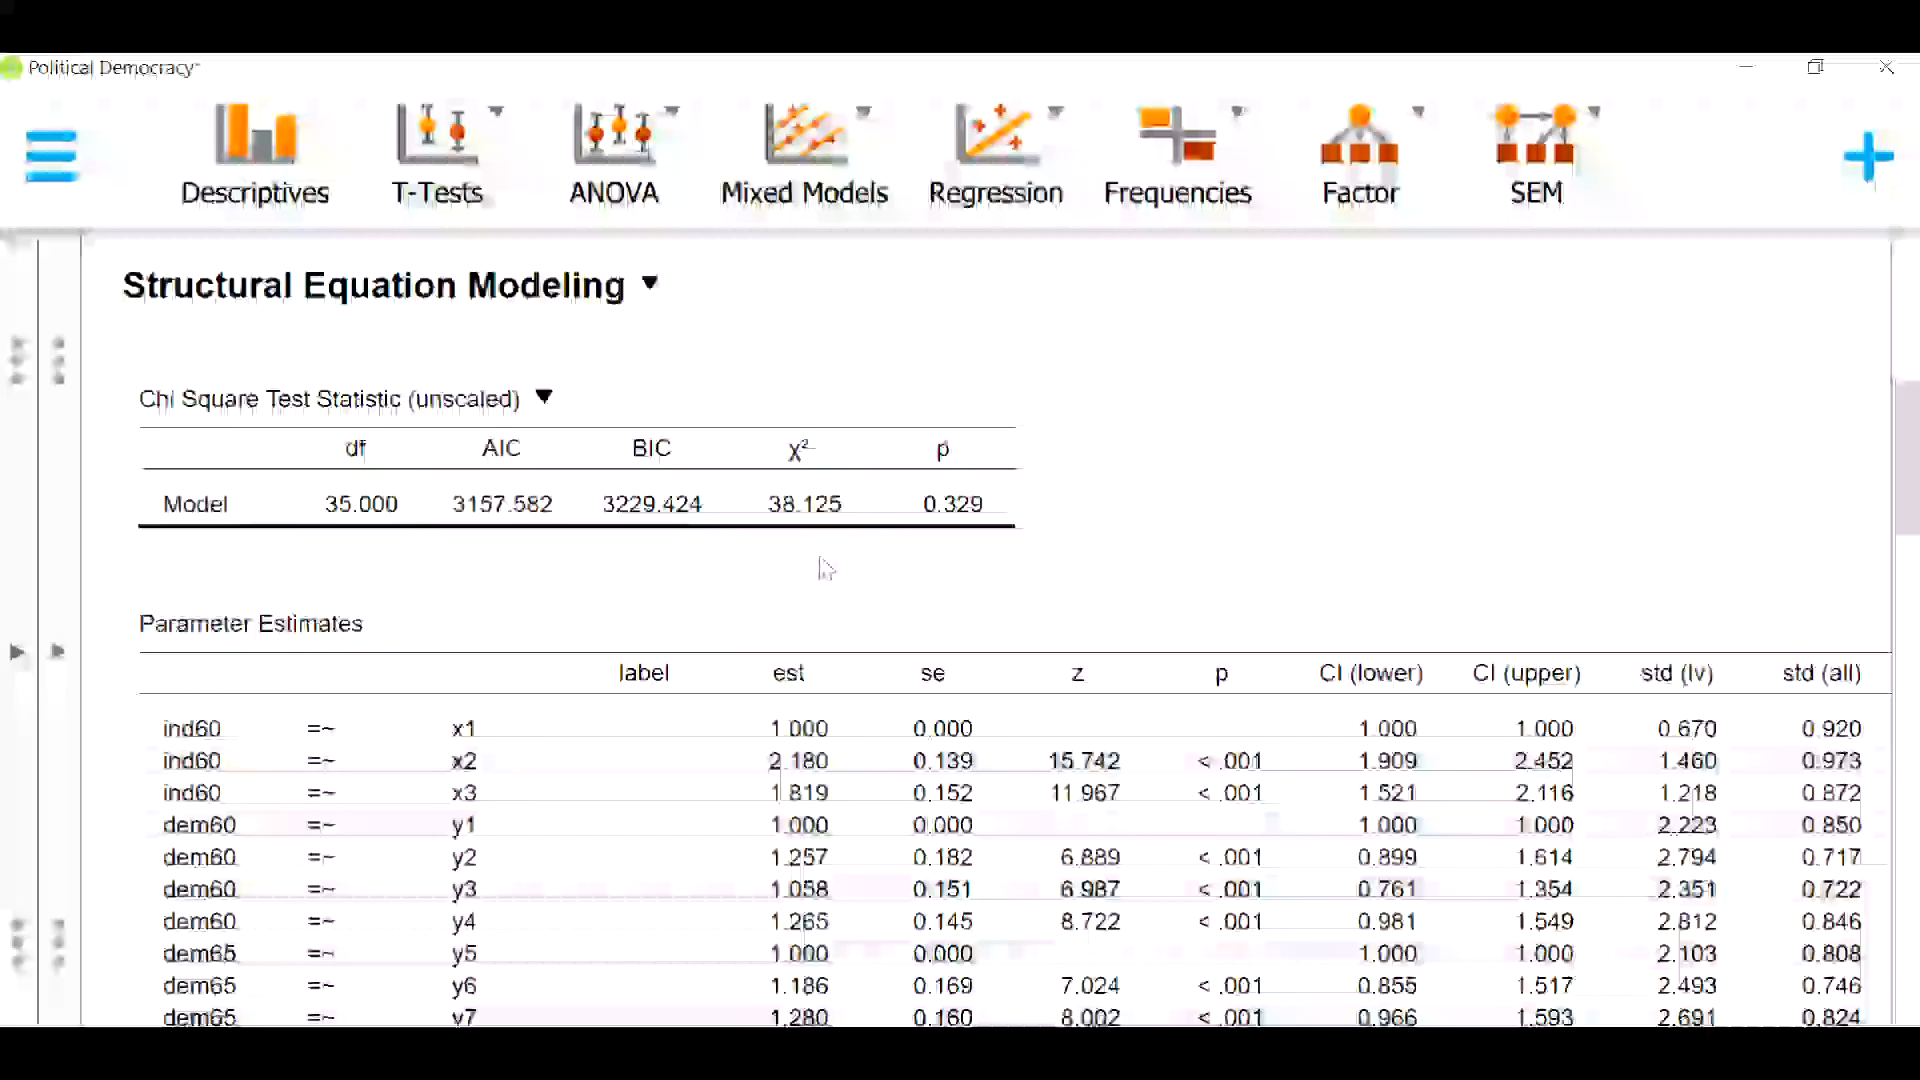 Political Democracy*
Descriptives T-Tests ANOVA Mixed Models Regression Frequencies Factor SEM
Structural Equation Modeling
Chi Square Test Statistic (unscaled)
df AIC BIC χ² p
Model 35.000 3157.582 3229.424 38.125 0.329
Parameter Estimates
label est se z p CI (lower) CI (upper) std (lv) std (all)
ind60 =~ x1 1.000 0.000 1.000 1.000 0.670 0.920
ind60 =~ x2 2.180 0.139 15.742 < .001 1.909 2.452 1.460 0.973
ind60 =~ x3 1.819 0.152 11.967 < .001 1.521 2.116 1.218 0.872
dem60 =~ y1 1.000 0.000 1.000 1.000 2.223 0.850
dem60 =~ y2 1.257 0.182 6.889 < .001 0.899 1.614 2.794 0.717
dem60 =~ y3 1.058 0.151 6.987 < .001 0.761 1.354 2.351 0.722
dem60 =~ y4 1.265 0.145 8.722 < .001 0.981 1.549 2.812 0.846
dem65 =~ y5 1.000 0.000 1.000 1.000 2.103 0.808
dem65 =~ y6 1.186 0.169 7.024 < .001 0.855 1.517 2.493 0.746
dem65 =~ y7 1.280 0.160 8.002 < .001 0.966 1.593 2.691 0.824